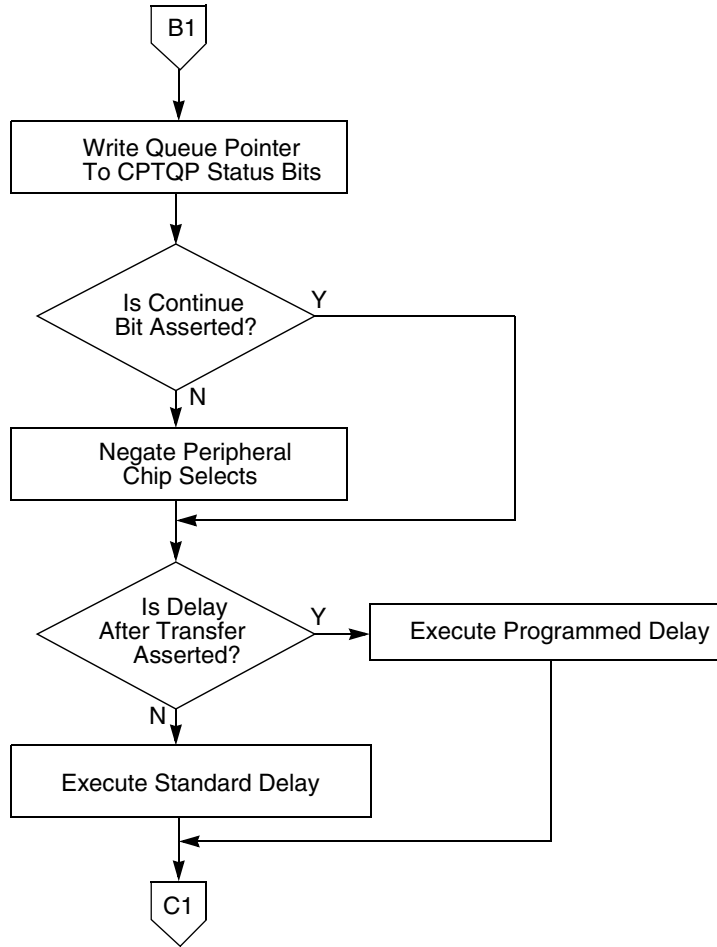 B1
Write Queue Pointer
To CPTQP Status Bits
Is Continue
Bit Asserted?
Y
N
Negate Peripheral
Chip Selects
Is Delay
After Transfer
Asserted?
Y
Execute Programmed Delay
N
Execute Standard Delay
C1